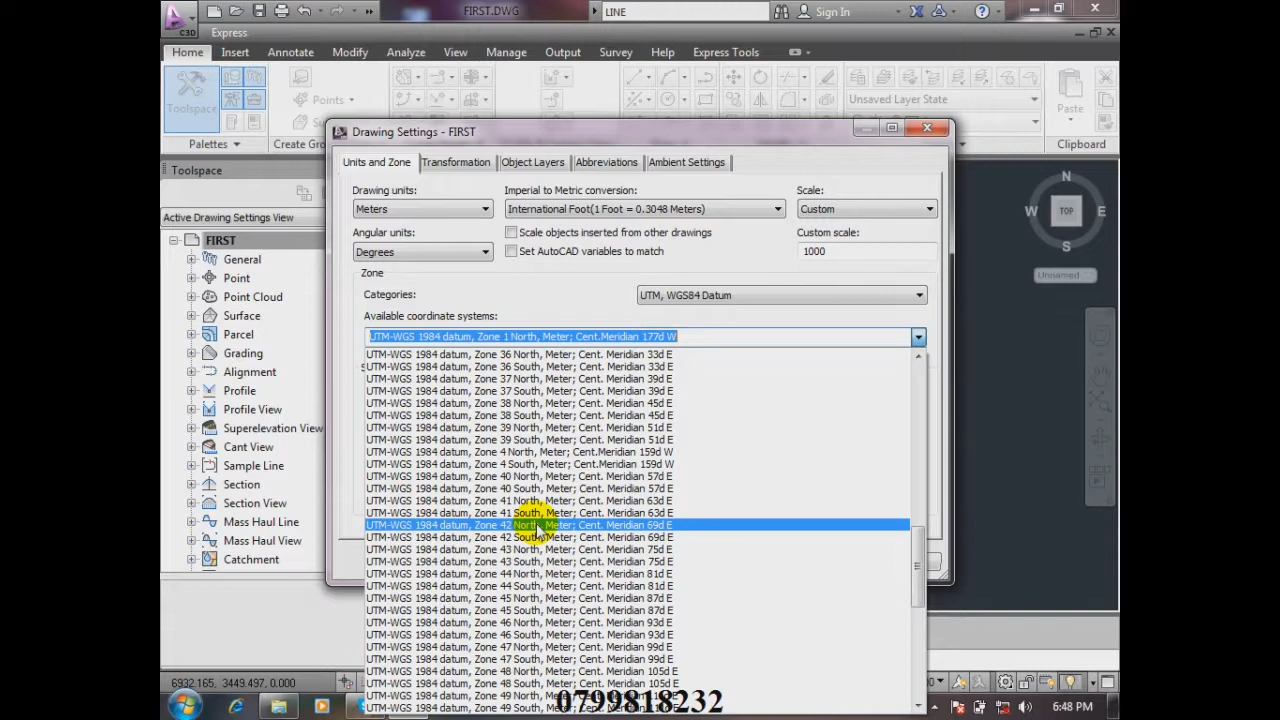 FIRST.DWG
LINE
Sign In
C3D
Express
Home
Insert
Annotate
Modify
Analyze
View
Manage
Output
Survey
Help
Express Tools
Toolspace
Points
Unsaved Layer State
Paste
Palettes
Create Gro
Clipboard
Toolspace
Active Drawing Settings View
FIRST
General
Point
Point Cloud
Surface
Parcel
Grading
Alignment
Profile
Profile View
Superelevation View
Cant View
Sample Line
Section
Section View
Mass Haul Line
Mass Haul View
Catchment
Drawing Settings - FIRST
Units and Zone
Transformation
Object Layers
Abbreviations
Ambient Settings
Drawing units:
Imperial to Metric conversion:
Scale:
Meters
International Foot(1 Foot = 0.3048 Meters)
Custom
Angular units:
Scale objects inserted from other drawings
Custom scale:
Degrees
Set AutoCAD variables to match
1000
Zone
Categories:
UTM, WGS84 Datum
Available coordinate systems:
UTM-WGS 1984 datum, Zone 1 North, Meter; Cent.Meridian 177d W
UTM-WGS 1984 datum, Zone 36 North, Meter; Cent. Meridian 33d E
UTM-WGS 1984 datum, Zone 36 South, Meter; Cent. Meridian 33d E
UTM-WGS 1984 datum, Zone 37 North, Meter; Cent. Meridian 39d E
UTM-WGS 1984 datum, Zone 37 South, Meter; Cent. Meridian 39d E
UTM-WGS 1984 datum, Zone 38 North, Meter; Cent. Meridian 45d E
UTM-WGS 1984 datum, Zone 38 South, Meter; Cent. Meridian 45d E
UTM-WGS 1984 datum, Zone 39 North, Meter; Cent. Meridian 51d E
UTM-WGS 1984 datum, Zone 39 South, Meter; Cent. Meridian 51d E
UTM-WGS 1984 datum, Zone 4 North, Meter; Cent.Meridian 159d W
UTM-WGS 1984 datum, Zone 4 South, Meter; Cent.Meridian 159d W
UTM-WGS 1984 datum, Zone 40 North, Meter; Cent. Meridian 57d E
UTM-WGS 1984 datum, Zone 40 South, Meter; Cent. Meridian 57d E
UTM-WGS 1984 datum, Zone 41 North, Meter; Cent. Meridian 63d E
UTM-WGS 1984 datum, Zone 41 South, Meter; Cent. Meridian 63d E
UTM-WGS 1984 datum, Zone 42 North, Meter; Cent. Meridian 69d E
UTM-WGS 1984 datum, Zone 42 South, Meter; Cent. Meridian 69d E
UTM-WGS 1984 datum, Zone 43 North, Meter; Cent. Meridian 75d E
UTM-WGS 1984 datum, Zone 43 South, Meter; Cent. Meridian 75d E
UTM-WGS 1984 datum, Zone 44 North, Meter; Cent. Meridian 81d E
UTM-WGS 1984 datum, Zone 44 South, Meter; Cent. Meridian 81d E
UTM-WGS 1984 datum, Zone 45 North, Meter; Cent. Meridian 87d E
UTM-WGS 1984 datum, Zone 45 South, Meter; Cent. Meridian 87d E
UTM-WGS 1984 datum, Zone 46 North, Meter; Cent. Meridian 93d E
UTM-WGS 1984 datum, Zone 46 South, Meter; Cent. Meridian 93d E
UTM-WGS 1984 datum, Zone 47 North, Meter; Cent. Meridian 99d E
UTM-WGS 1984 datum, Zone 47 South, Meter; Cent. Meridian 99d E
UTM-WGS 1984 datum, Zone 48 North, Meter; Cent. Meridian 105d E
UTM-WGS 1984 datum, Zone 48 South, Meter; Cent. Meridian 105d E
UTM-WGS 1984 datum, Zone 49 North, Meter; Cent. Meridian
UTM-WGS 1984 datum, Zone 49 South,
0799818232
N
W
TOP
E
S
Unnamed
6932.165, 3449.497, 0.000
6:48 PM